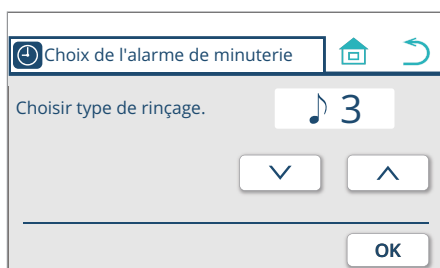 Choix de l'alarme de minuterie
Choisir type de rinçage.
♪ 3
OK